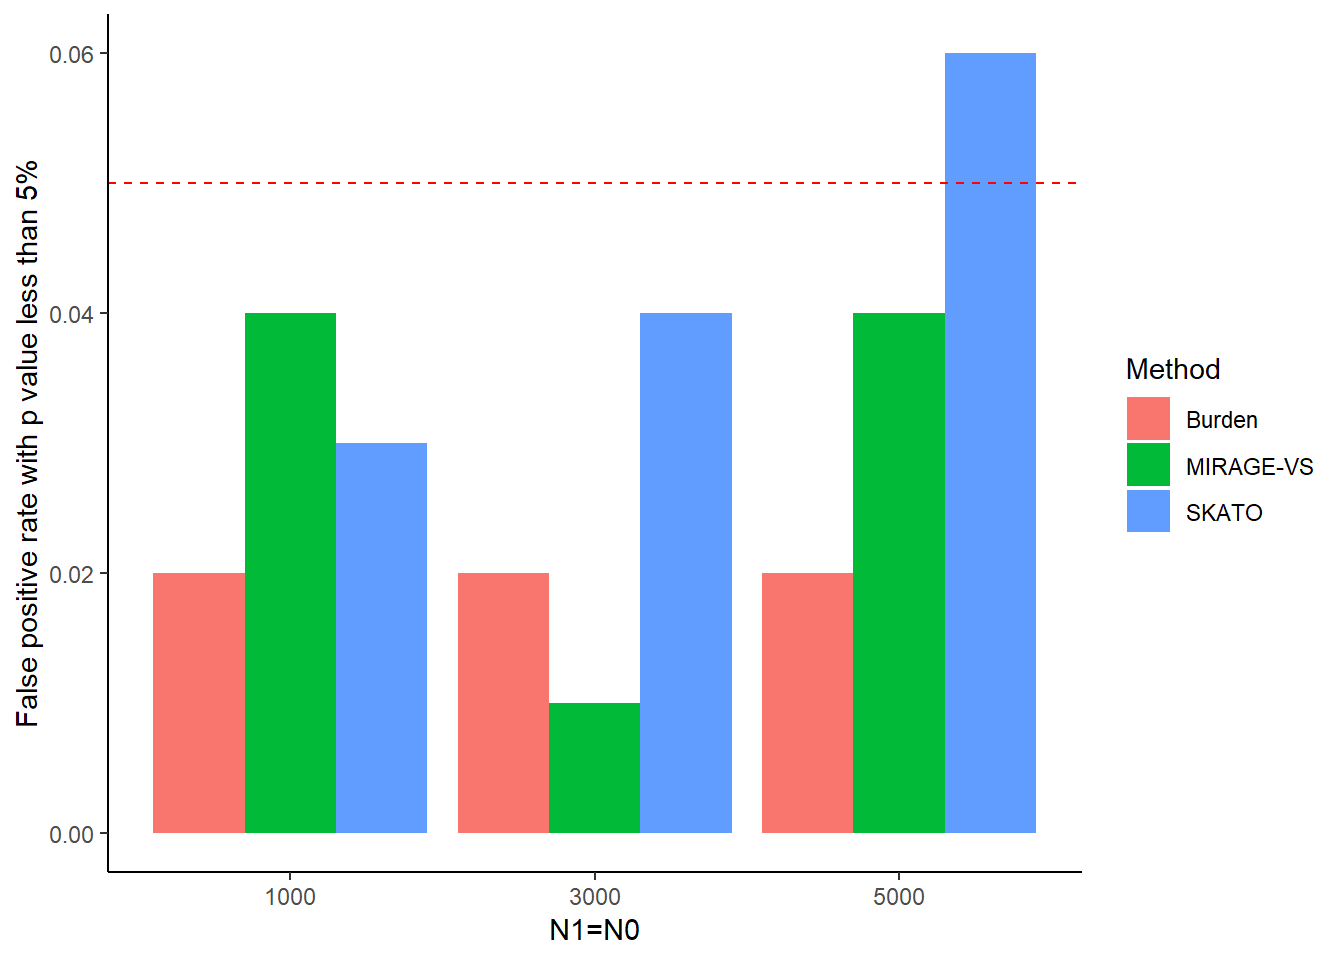 False positive rate with p value less than 5%
0.06
0.04
0.02
0.00
1000
3000
5000
N1=N0
Method
Burden
MIRAGE-VS
SKATO